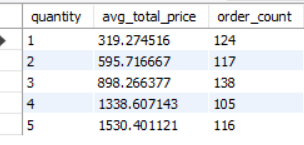 quantity avg_total_price order_count
1 319.274516 124
2 595.716667 117
3 898.266377 138
4 1338.607143 105
5 1530.401121 116